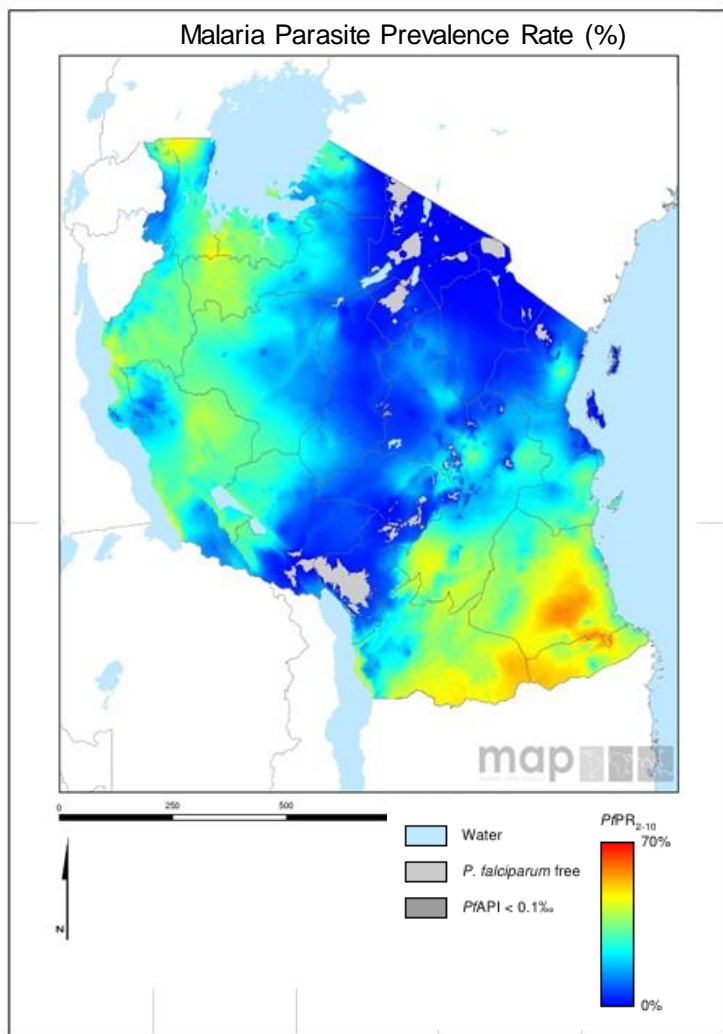 Malaria Parasite Prevalence Rate (%)
map
0 250 500
Water
P. falciparum free
PfAPI < 0.1‰
PfPR2-10
70%
0%
N